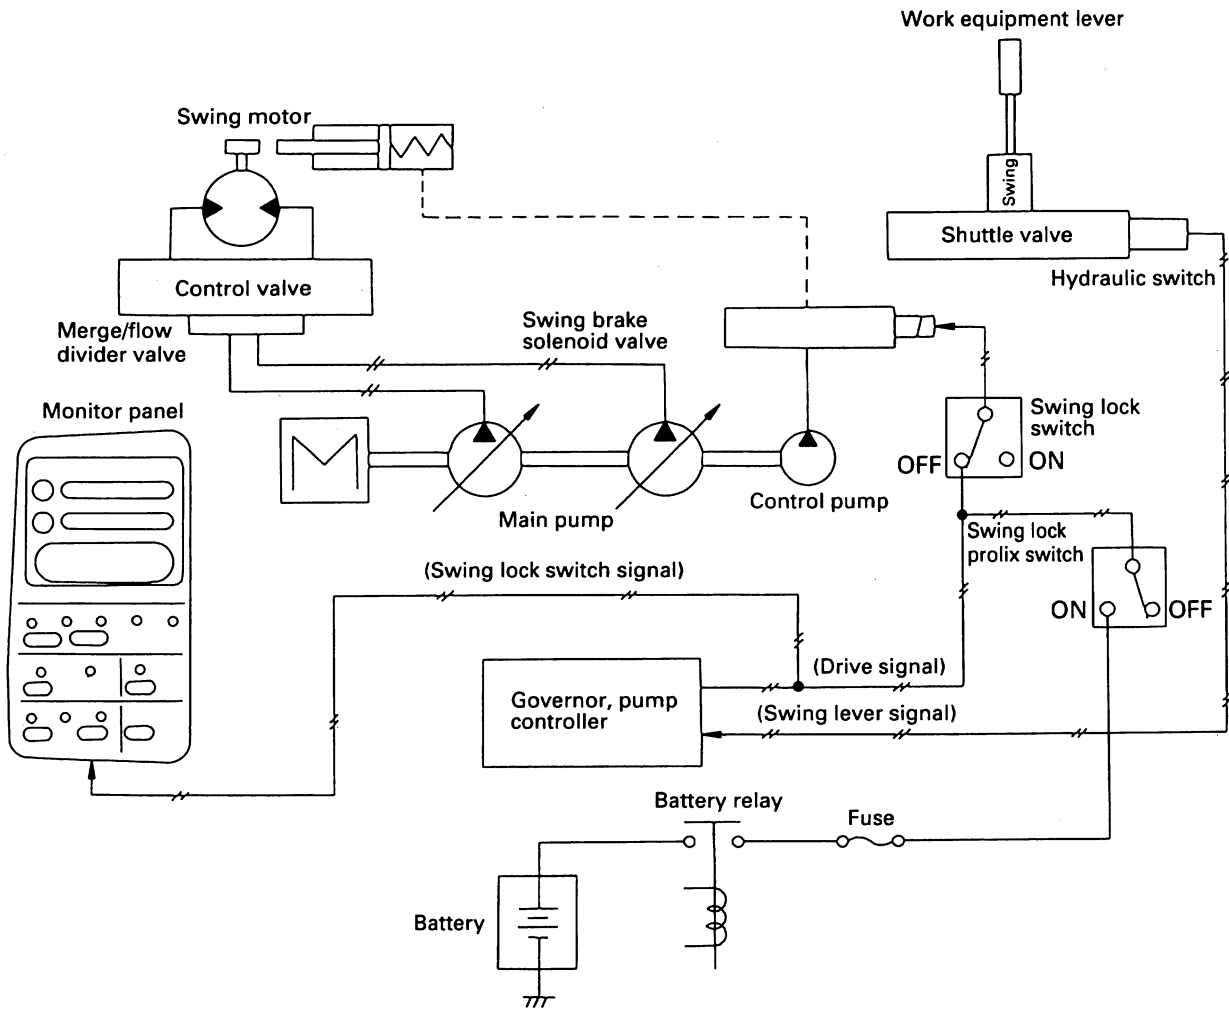 Work equipment lever
Swing motor
Swing
Shuttle valve
Hydraulic switch
Control valve
Merge/flow
divider valve
Swing brake
solenoid valve
Monitor panel
Swing lock
switch
OFF
ON
Main pump
Control pump
Swing lock
prolix switch
(Swing lock switch signal)
ON
OFF
(Drive signal)
Governor, pump
controller
(Swing lever signal)
Battery relay
Fuse
Battery